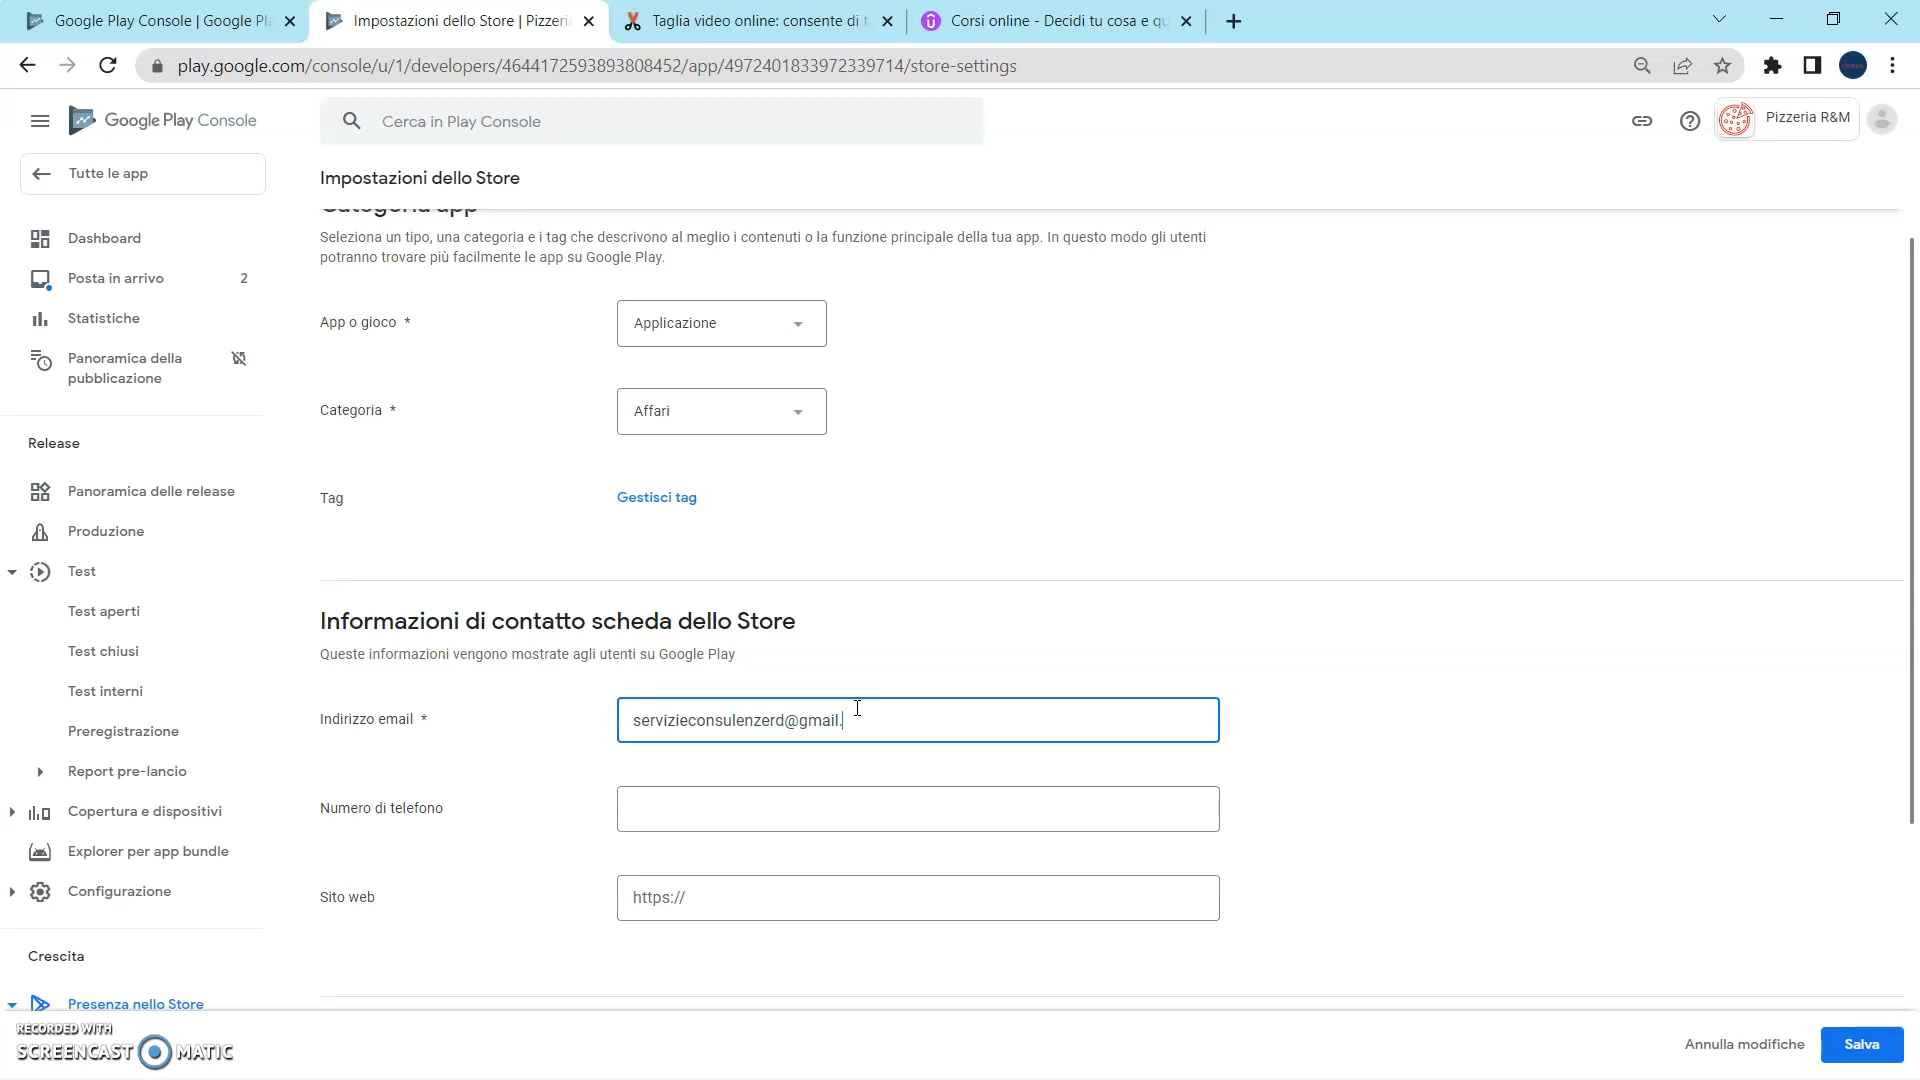 Google Play Console | Google Pla
Impostazioni dello Store | Pizzeri
Taglia video online: consente di ta
Corsi online - Decidi tu cosa e qu
play.google.com/console/u/1/developers/4644172593893808452/app/4972401833972339714/store-settings
Google Play Console
Cerca in Play Console
Pizzeria R&M
Tutte le app
Impostazioni dello Store
Categoria app
Seleziona un tipo, una categoria e i tag che descrivono al meglio i contenuti o la funzione principale della tua app. In questo modo gli utenti
potranno trovare più facilmente le app su Google Play.
Dashboard
Posta in arrivo 2
Statistiche
Panoramica della
pubblicazione
App o gioco *
Applicazione
Categoria *
Affari
Release
Panoramica delle release
Tag
Gestisci tag
Produzione
Test
Test aperti
Test chiusi
Test interni
Preregistrazione
Report pre-lancio
Copertura e dispositivi
Explorer per app bundle
Configurazione
Informazioni di contatto scheda dello Store
Queste informazioni vengono mostrate agli utenti su Google Play
Indirizzo email *
servizieconsulenzerd@gmail.
Numero di telefono
Sito web
https://
Crescita
Presenza nello Store
RECORDED WITH
SCREENCAST MATIC
Annulla modifiche
Salva